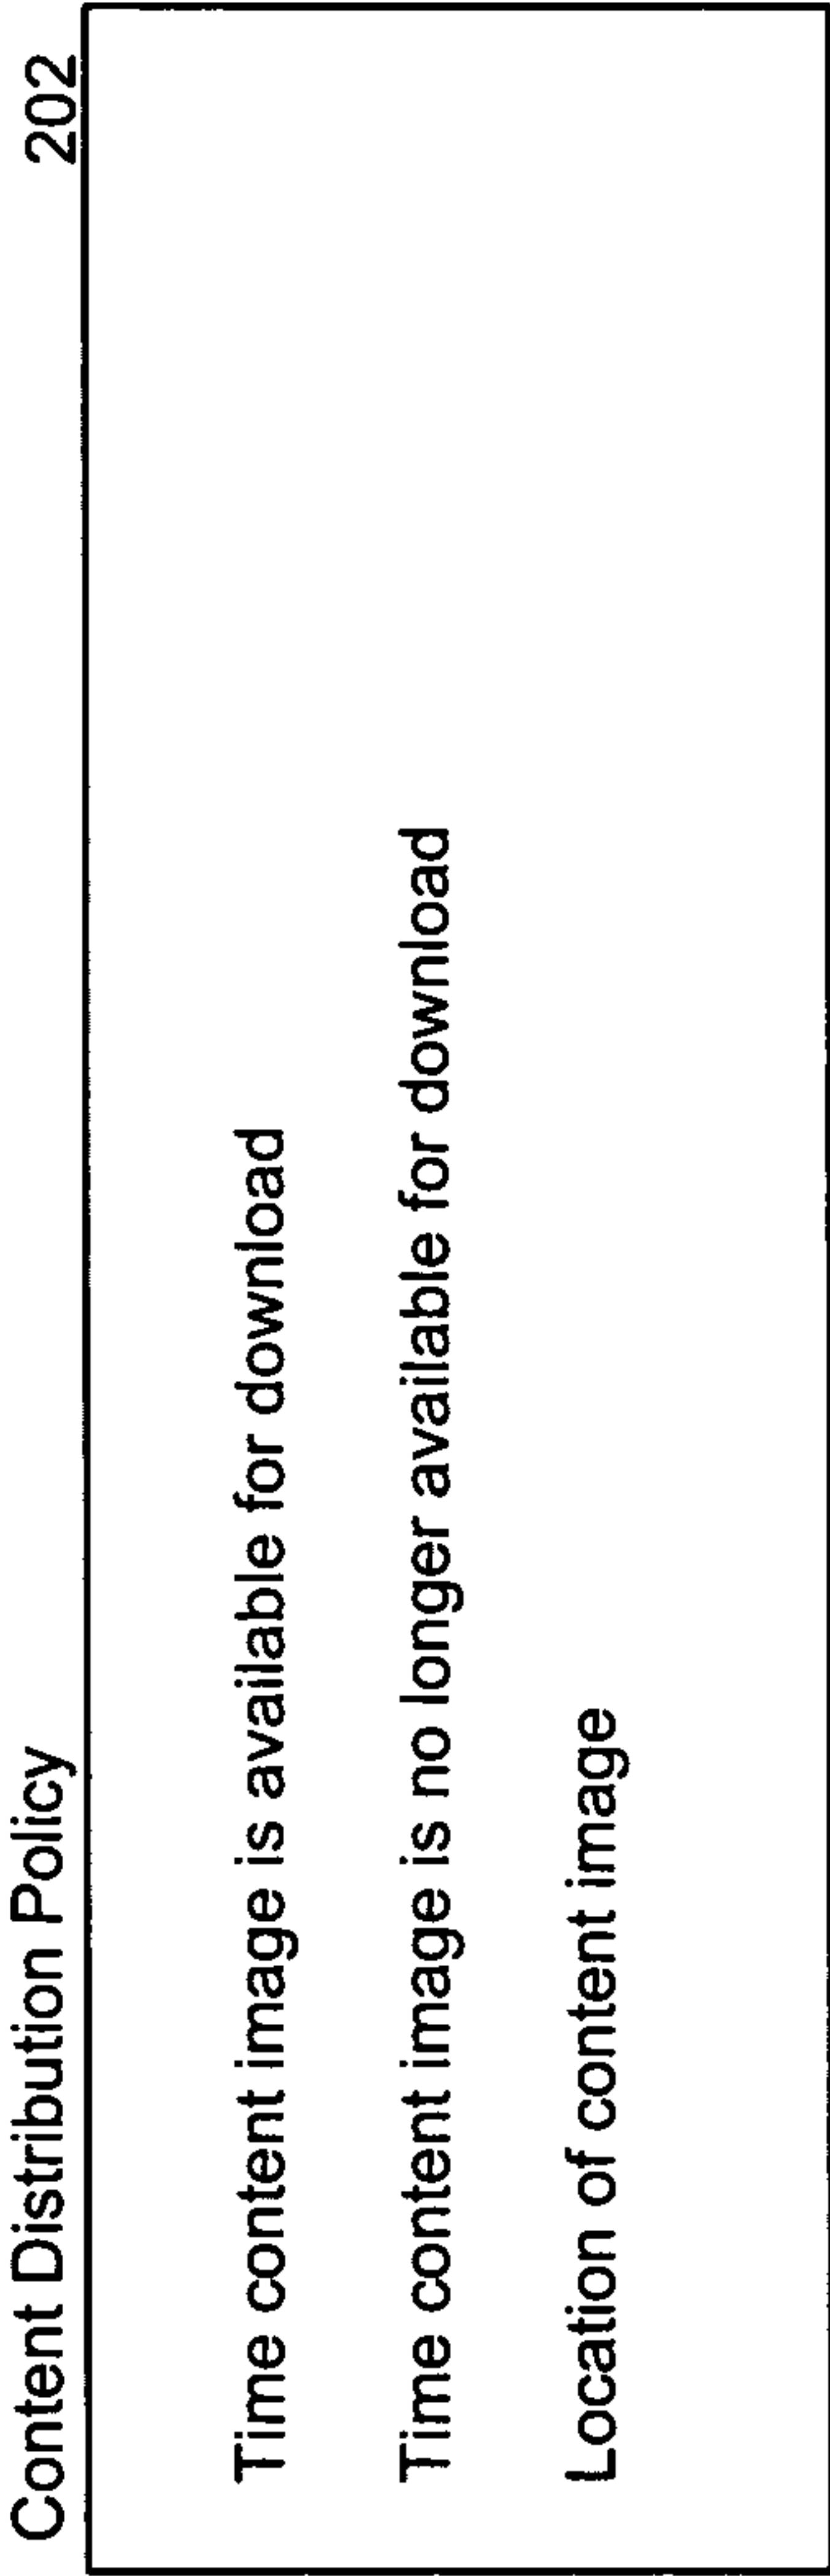 Content Distribution Policy 202
Time content image is available for download
Time content image is no longer available for download
Location of content image